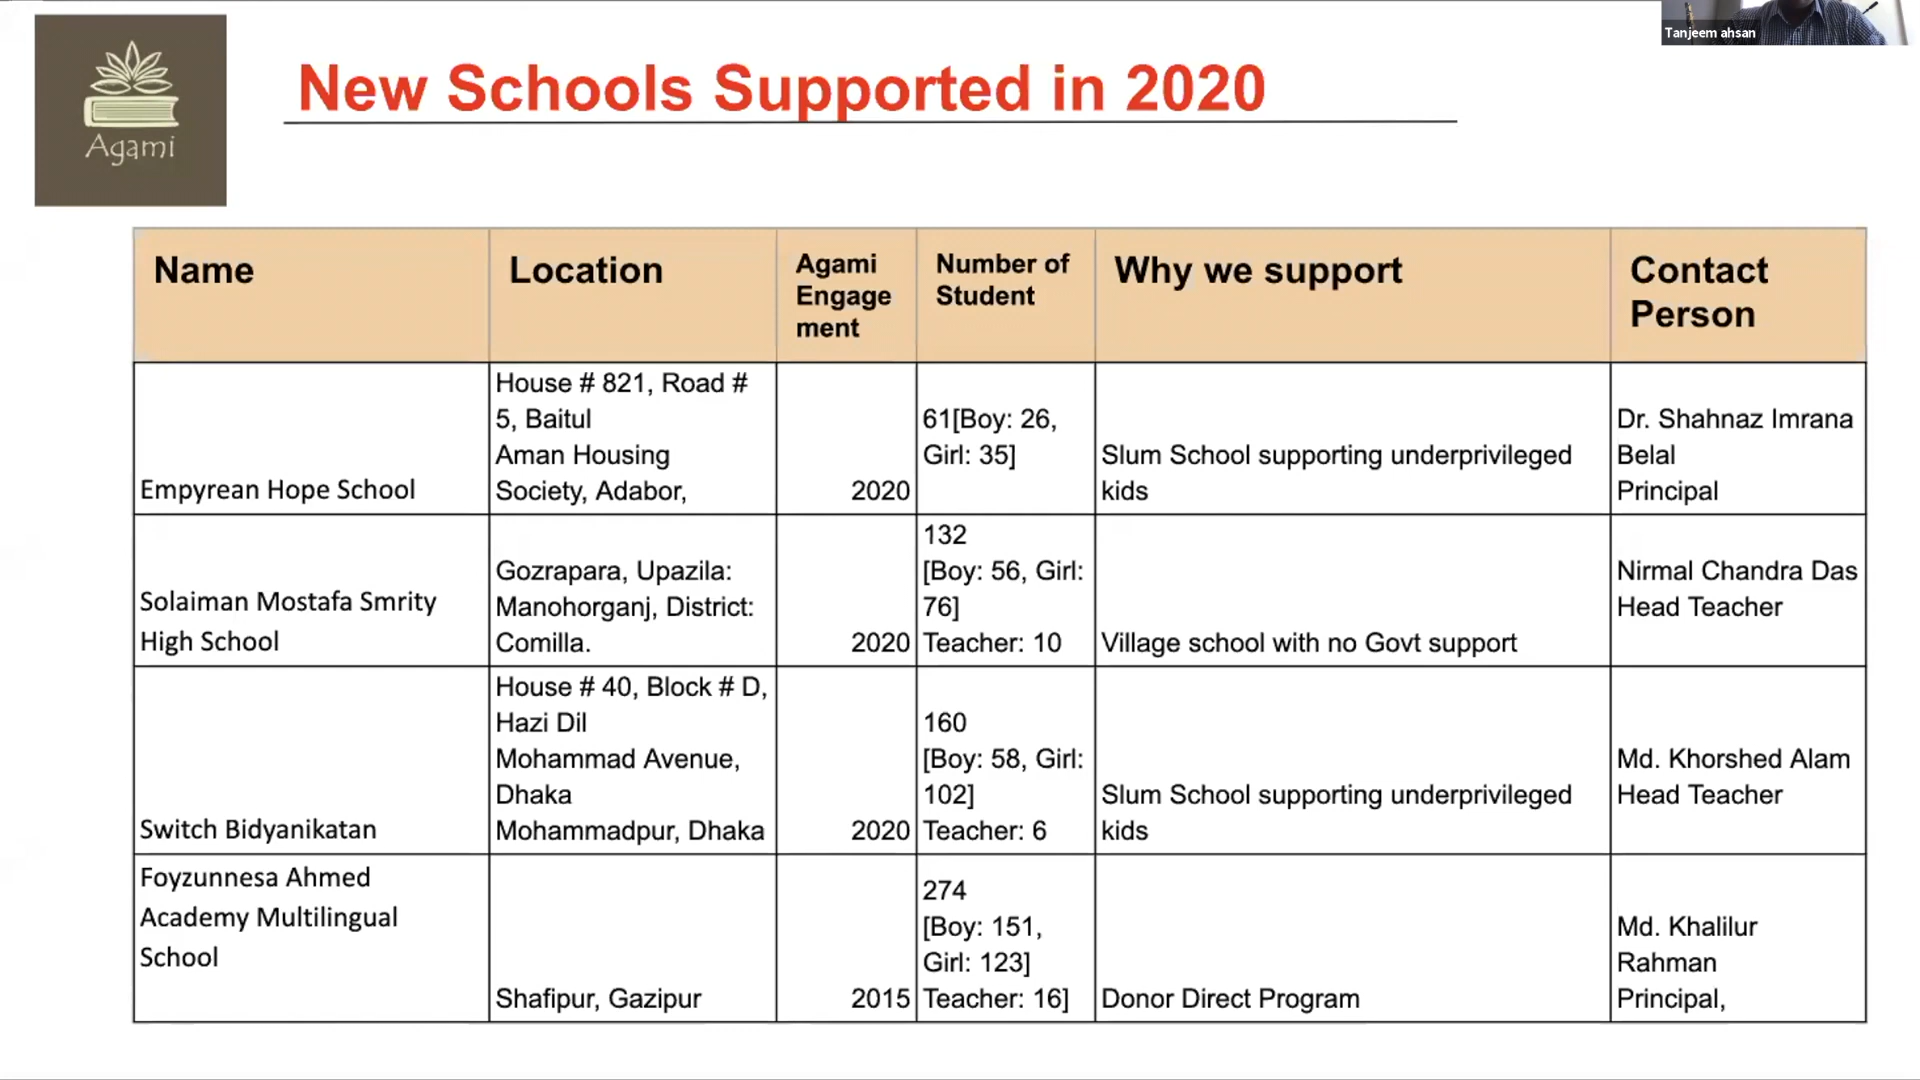 Tanjeem ahsan
Agami
New Schools Supported in 2020
Name
Location
Agami
Engage
ment
Number of
Student
Why we support
Contact
Person
Empyrean Hope School
House # 821, Road #
5, Baitul
Aman Housing
Society, Adabor,
2020
61[Boy: 26,
Girl: 35]
Slum School supporting underprivileged
kids
Dr. Shahnaz Imrana
Belal
Principal
Solaiman Mostafa Smrity
High School
Gozrapara, Upazila:
Manohorganj, District:
Comilla.
2020
132
[Boy: 56, Girl:
76]
Teacher: 10
Village school with no Govt support
Nirmal Chandra Das
Head Teacher
Switch Bidyanikatan
House # 40, Block # D,
Hazi Dil
Mohammad Avenue,
Dhaka
Mohammadpur, Dhaka
2020
160
[Boy: 58, Girl:
102]
Teacher: 6
Slum School supporting underprivileged
kids
Md. Khorshed Alam
Head Teacher
Foyzunnesa Ahmed
Academy Multilingual
School
Shafipur, Gazipur
2015
274
[Boy: 151,
Girl: 123]
Teacher: 16]
Donor Direct Program
Md. Khalilur
Rahman
Principal,